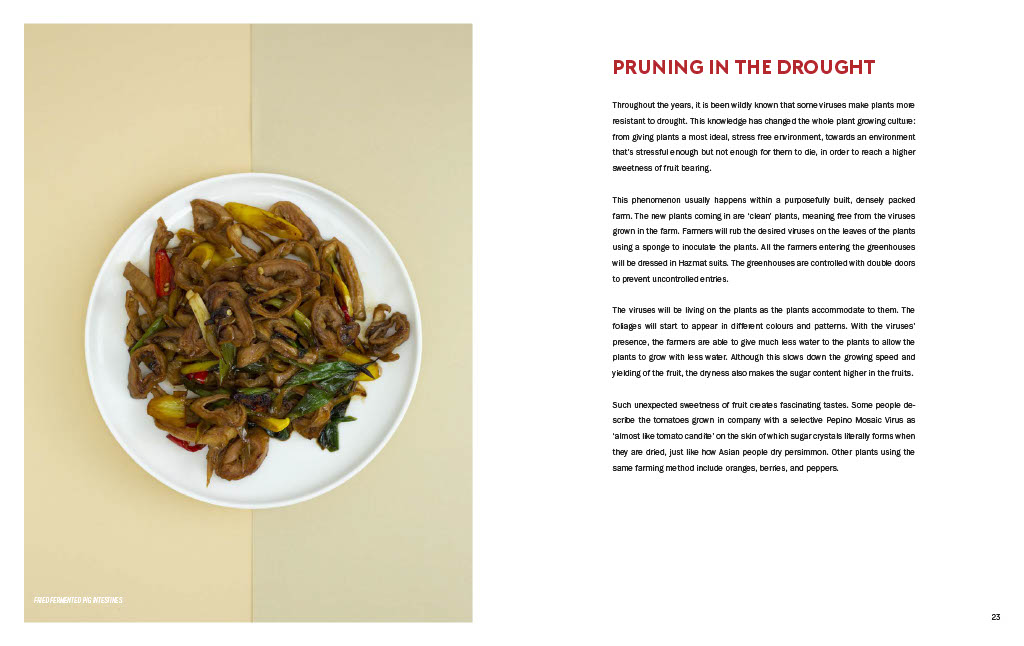 PRUNING IN THE DROUGHT
Throughout the years, it is been wildly known that some viruses make plants more
resistant to drought. This knowledge has changed the whole plant growing culture:
from giving plants a most ideal, stress free environment, towards an environment
that's stressful enough but not enough for them to die, in order to reach a higher
sweetness of fruit bearing.
This phenomenon usually happens within a purposefully built, densely packed
farm. The new plants coming in are 'clean' plants, meaning free from the viruses
grown in the farm. Farmers will rub the desired viruses on the leaves of the plants
using a sponge to inoculate the plants. All the farmers entering the greenhouses
will be dressed in Hazmat suits. The greenhouses are controlled with double doors
to prevent uncontrolled entries.
The viruses will be living on the plants as the plants accommodate to them. The
foliages will start to appear in different colours and patterns. With the viruses'
presence, the farmers are able to give much less water to the plants to allow the
plants to grow with less water. Although this slows down the growing speed and
yielding of the fruit, the dryness also makes the sugar content higher in the fruits.
Such unexpected sweetness of fruit creates fascinating tastes. Some people de-
scribe the tomatoes grown in company with a selective Pepino Mosaic Virus as
'almost like tomato candite' on the skin of which sugar crystals literally forms when
they are dried, just like how Asian people dry persimmon. Other plants using the
same farming method include oranges, berries, and peppers.
FRIED FERMENTED PIG INTESTINES
23